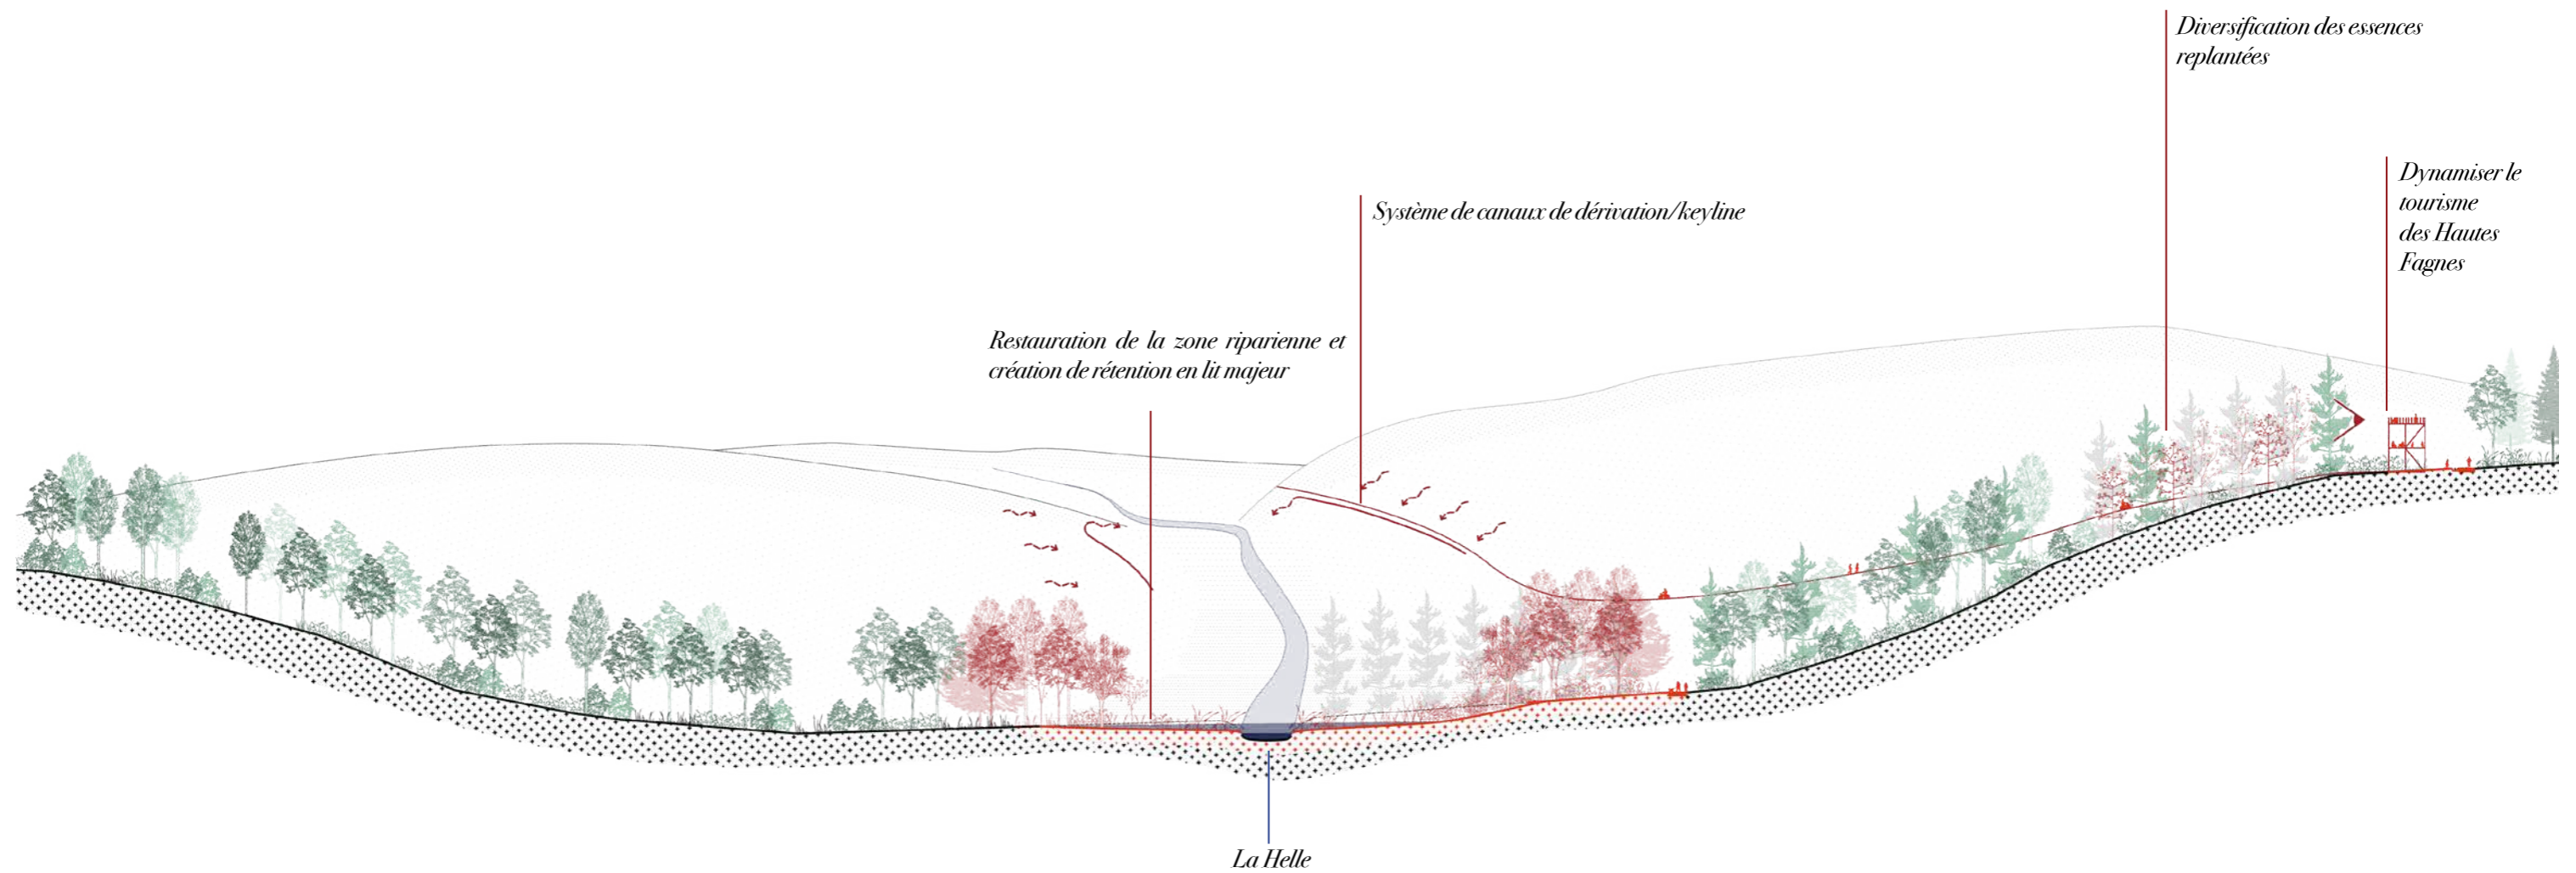 Diversification des essences
replantées
Dynamiser le
tourisme
des Hautes
Fagnes
Système de canaux de dérivation/keyline
Restauration de la zone riparienne et
création de rétention en lit majeur
La Helle